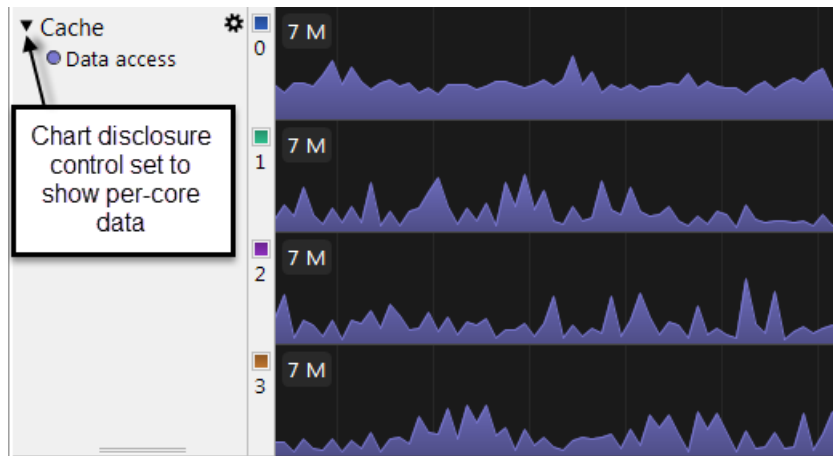 Cache
Data access
Chart disclosure
control set to
show per-core
data
0
7 M
1
7 M
2
7 M
3
7 M